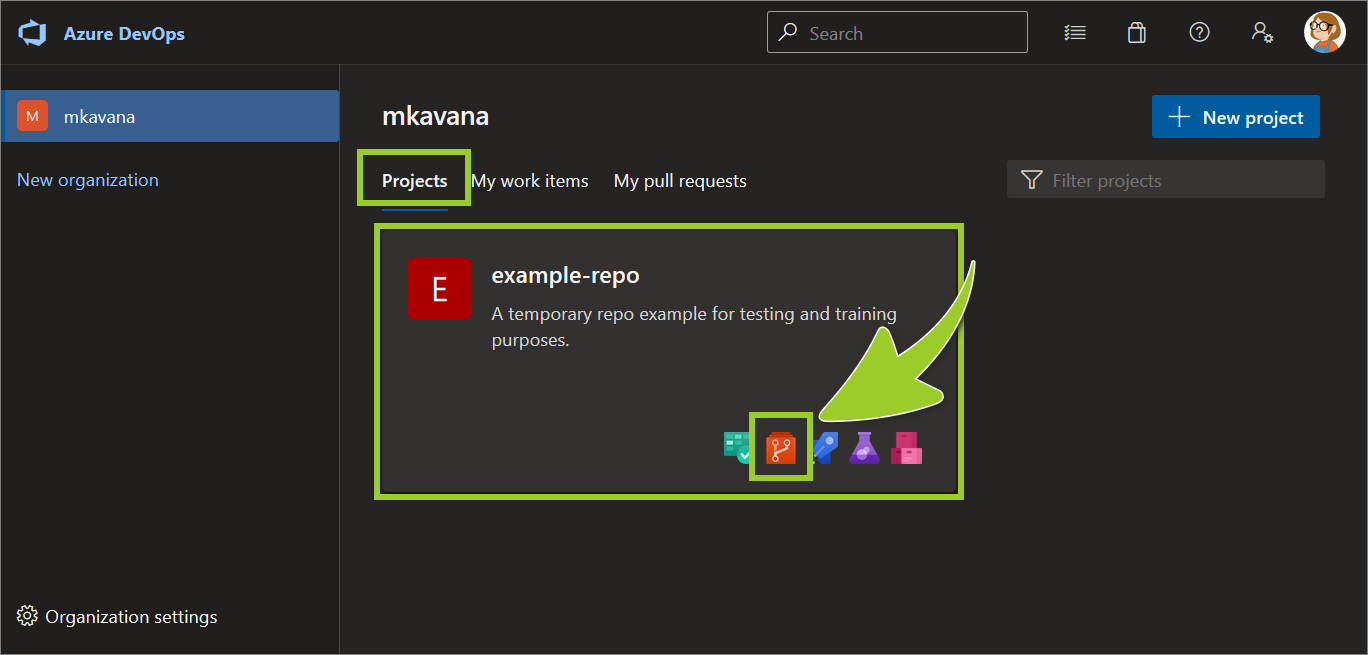 Azure DevOps
Search
M
mkavana
New organization
mkavana
New project
Projects
My work items
My pull requests
Filter projects
E
example-repo
A temporary repo example for testing and training
purposes.
Organization settings